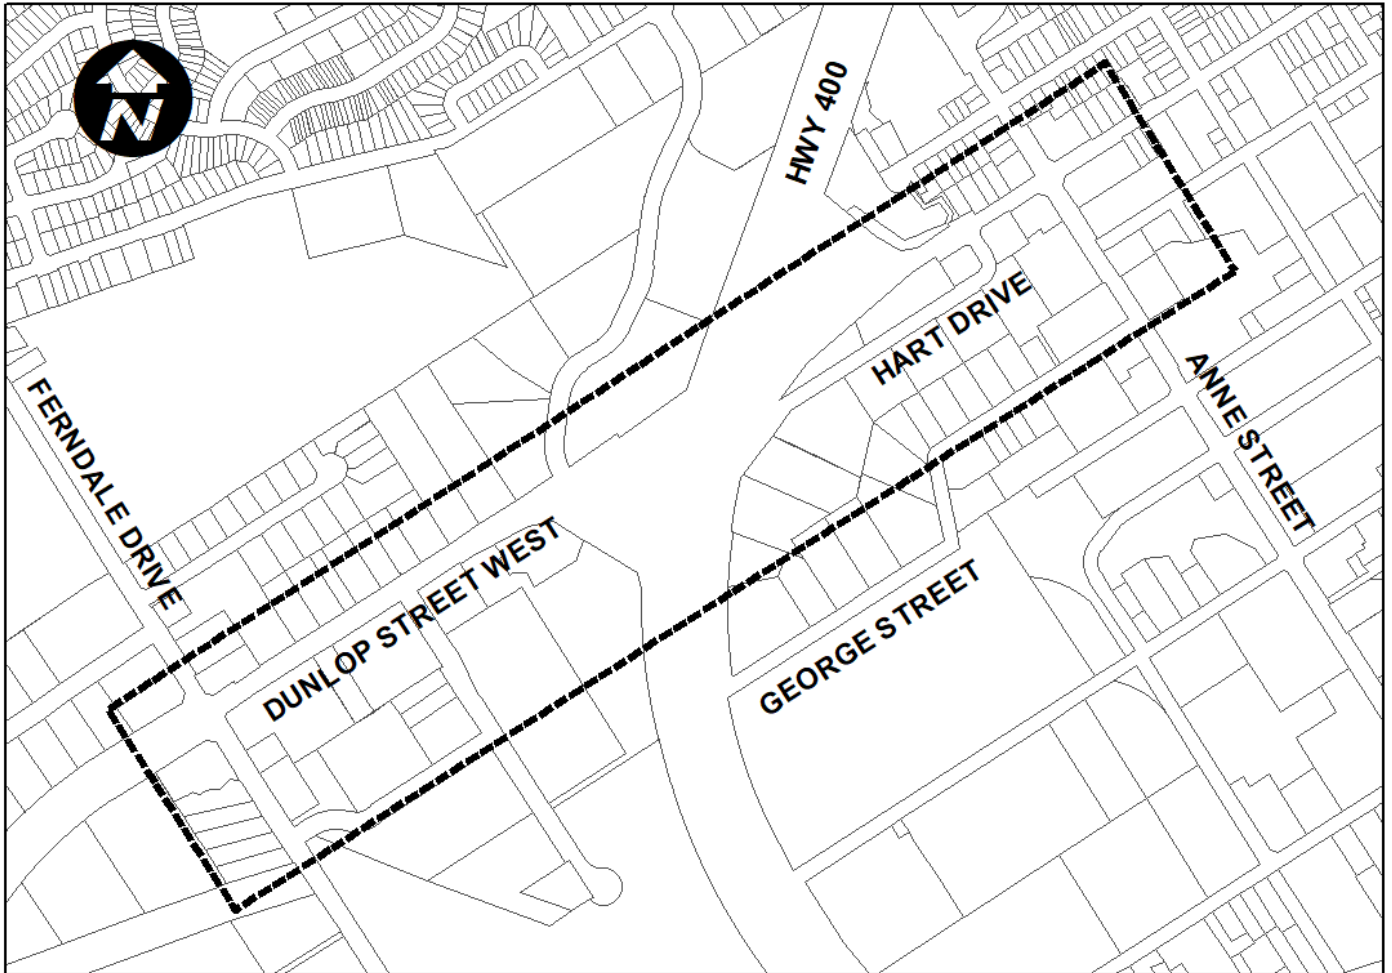 N
HWY 400
HART DRIVE
FERNDALE DRIVE
ANNE STREET
DUNLOP STREET WEST
GEORGE STREET